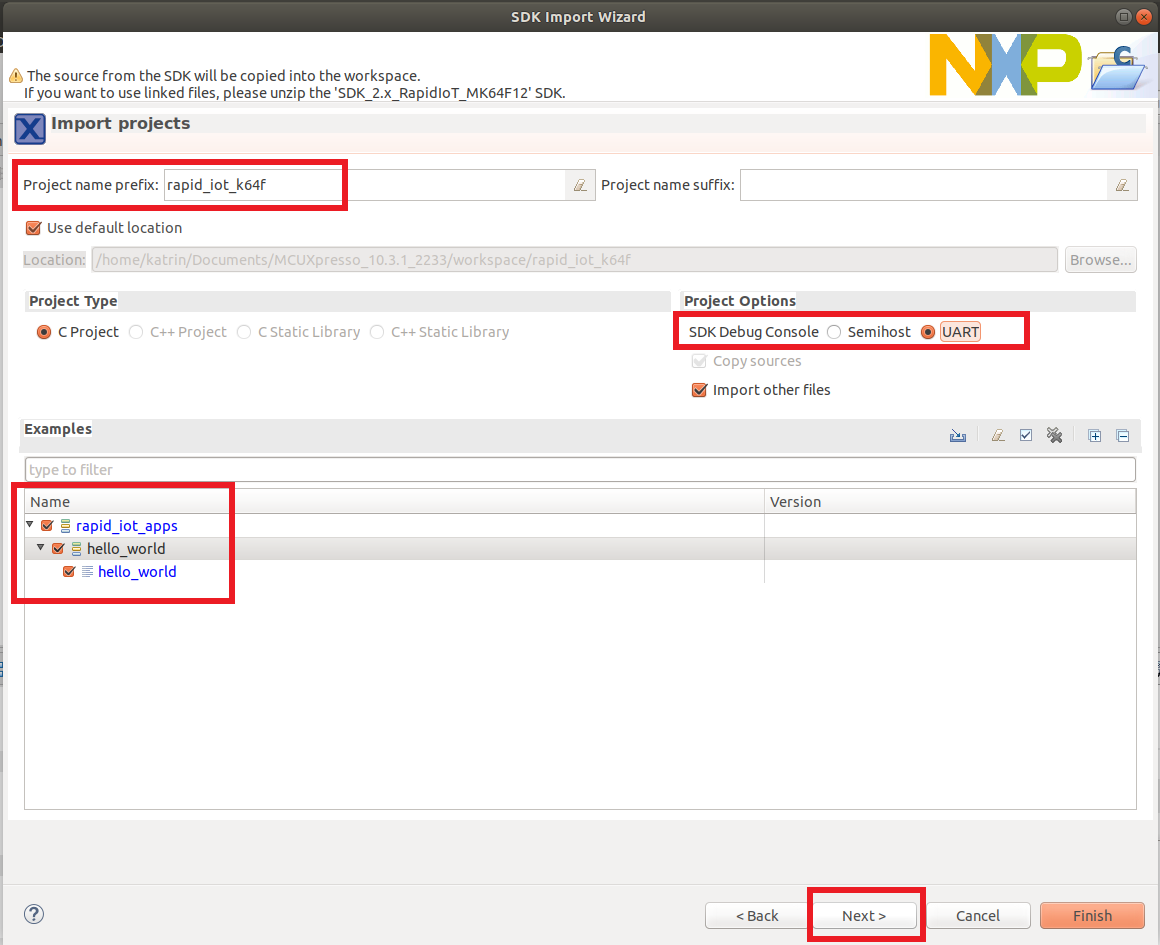 SDK Import Wizard
The source from the SDK will be copied into the workspace.
If you want to use linked files, please unzip the 'SDK_2.x_RapidIoT_MK64F12' SDK.
NXP
C
X Import projects
Project name prefix: rapid_iot_k64f Project name suffix:
Use default location
Location: /home/katrin/Documents/MCUXpresso_10.3.1_2233/workspace/rapid_iot_k64f Browse...
Project Type Project Options
C Project C++ Project C Static Library C++ Static Library SDK Debug Console Semihost UART
Copy sources
Import other files
Examples
type to filter
Name Version
rapid_iot_apps
hello_world
hello_world
? < Back Next > Cancel Finish